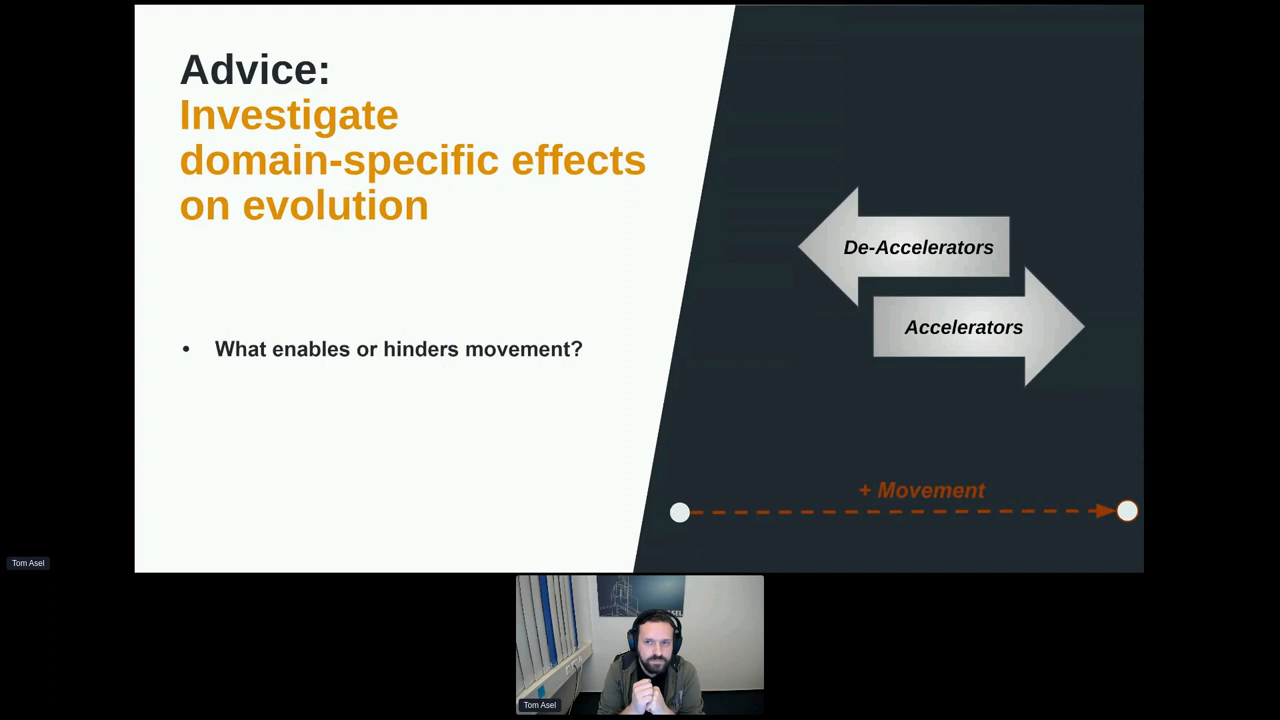 Advice:
Investigate
domain-specific effects
on evolution
• What enables or hinders movement?
De-Accelerators
Accelerators
+ Movement
Tom Asel
Tom Asel